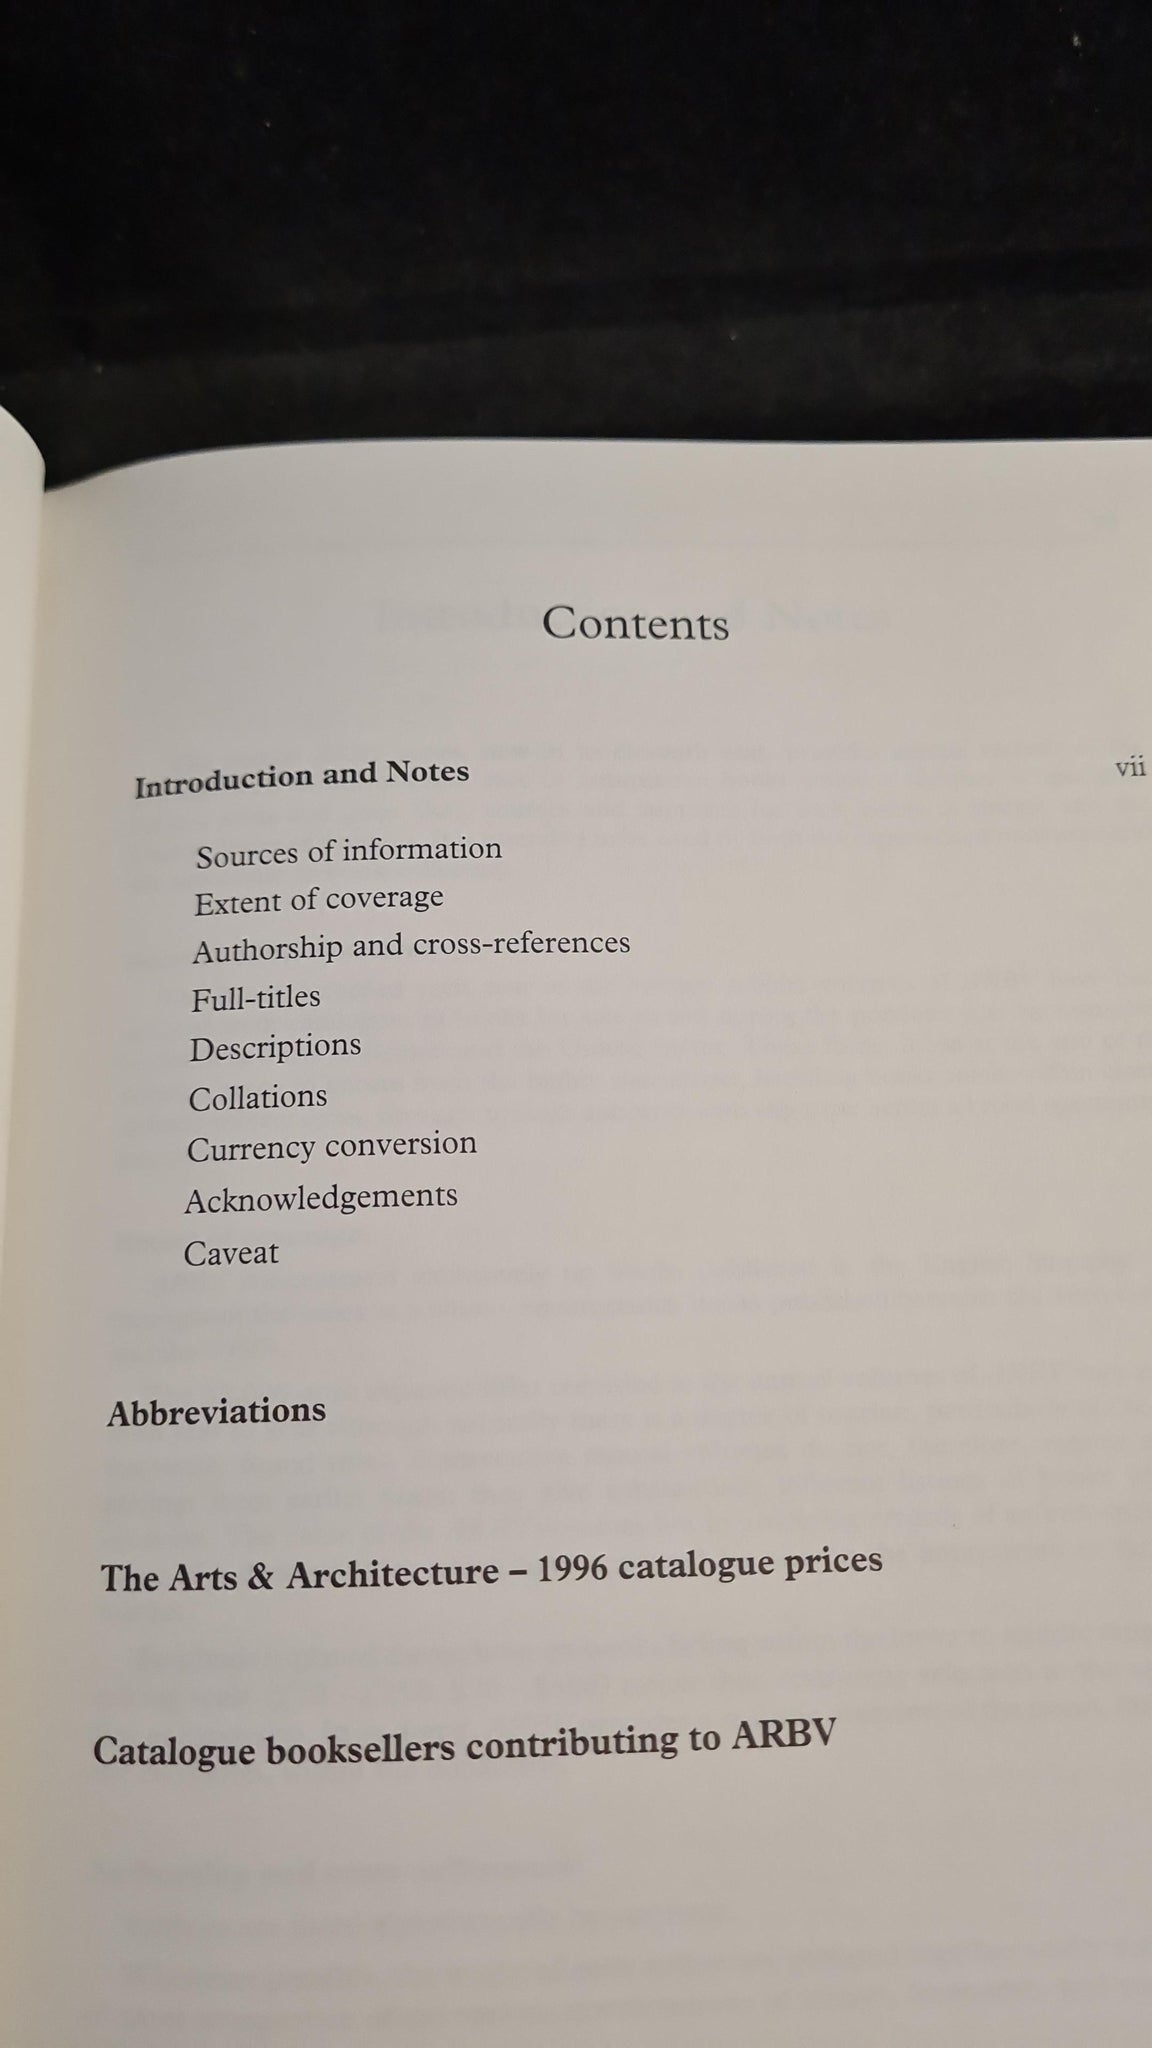 Contents
Introduction and Notes vii
Sources of information
Extent of coverage
Authorship and cross-references
Full-titles
Descriptions
Collations
Currency conversion
Acknowledgements
Caveat
Abbreviations
The Arts & Architecture – 1996 catalogue prices
Catalogue booksellers contributing to ARBV